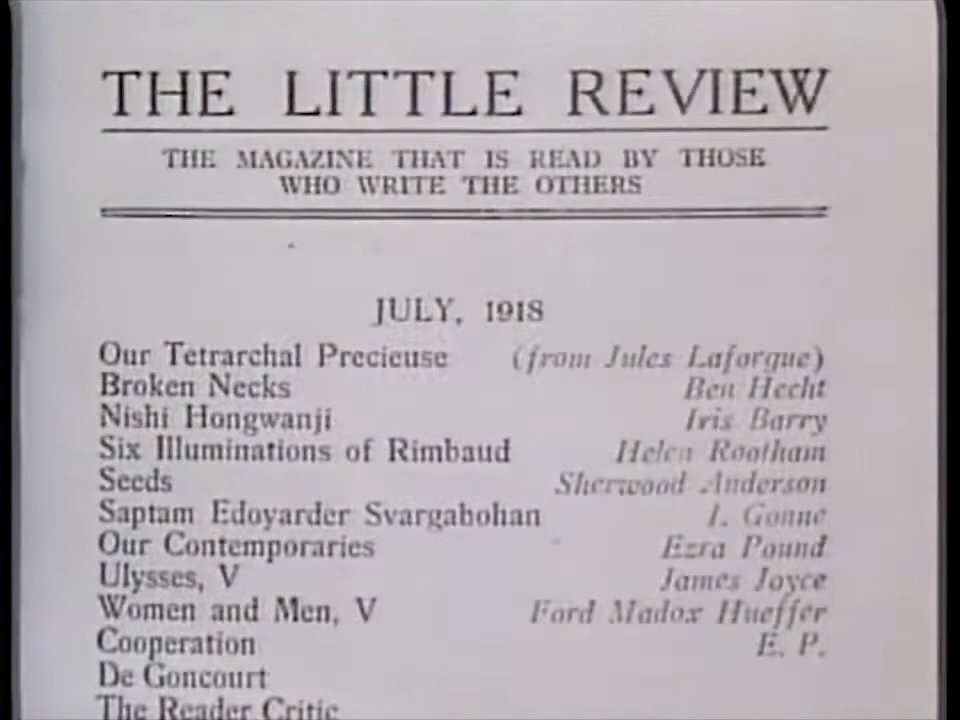 THE LITTLE REVIEW
THE MAGAZINE THAT IS READ BY THOSE
WHO WRITE THE OTHERS
JULY, 1918
Our Tetrarchal Precieuse (from Jules Laforgue)
Broken Necks Ben Hecht
Nishi Hongwanji Iris Barry
Six Illuminations of Rimbaud Helen Rootham
Seeds Sherwood Anderson
Saptam Edoyarder Svargabohan I. Gonne
Our Contemporaries Ezra Pound
Ulysses, V James Joyce
Women and Men, V Ford Madox Hueffer
Cooperation E. P.
De Goncourt
The Reader Critic